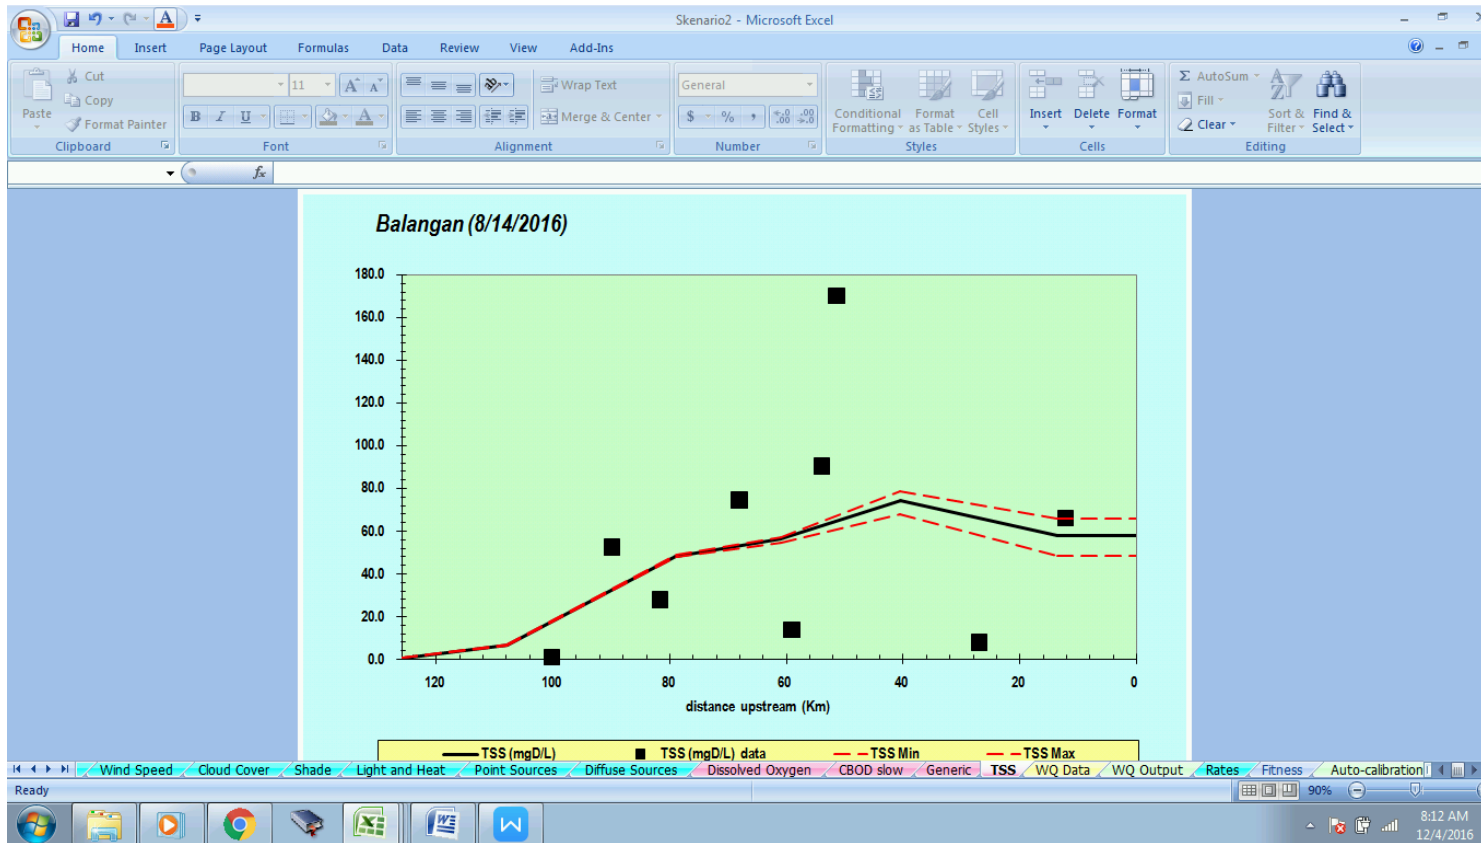 Skenario2 - Microsoft Excel
Home Insert Page Layout Formulas Data Review View Add-Ins
Paste
Cut
Copy
Format Painter
Clipboard
11
B I U
Font
Wrap Text
Merge & Center
Alignment
General
$ % ,
Number
Conditional Formatting
Format as Table
Cell Styles
Styles
Insert Delete Format
Cells
Σ AutoSum
Fill
Clear
Sort & Filter
Find & Select
Editing
fx
Balangan (8/14/2016)
180.0
160.0
140.0
120.0
100.0
80.0
60.0
40.0
20.0
0.0
120 100 80 60 40 20 0
distance upstream (Km)
TSS (mgD/L) TSS (mgD/L) data TSS Min TSS Max
Wind Speed Cloud Cover Shade Light and Heat Point Sources Diffuse Sources Dissolved Oxygen CBOD slow Generic TSS WQ Data WQ Output Rates Fitness Auto-calibration
Ready
90%
8:12 AM
12/4/2016